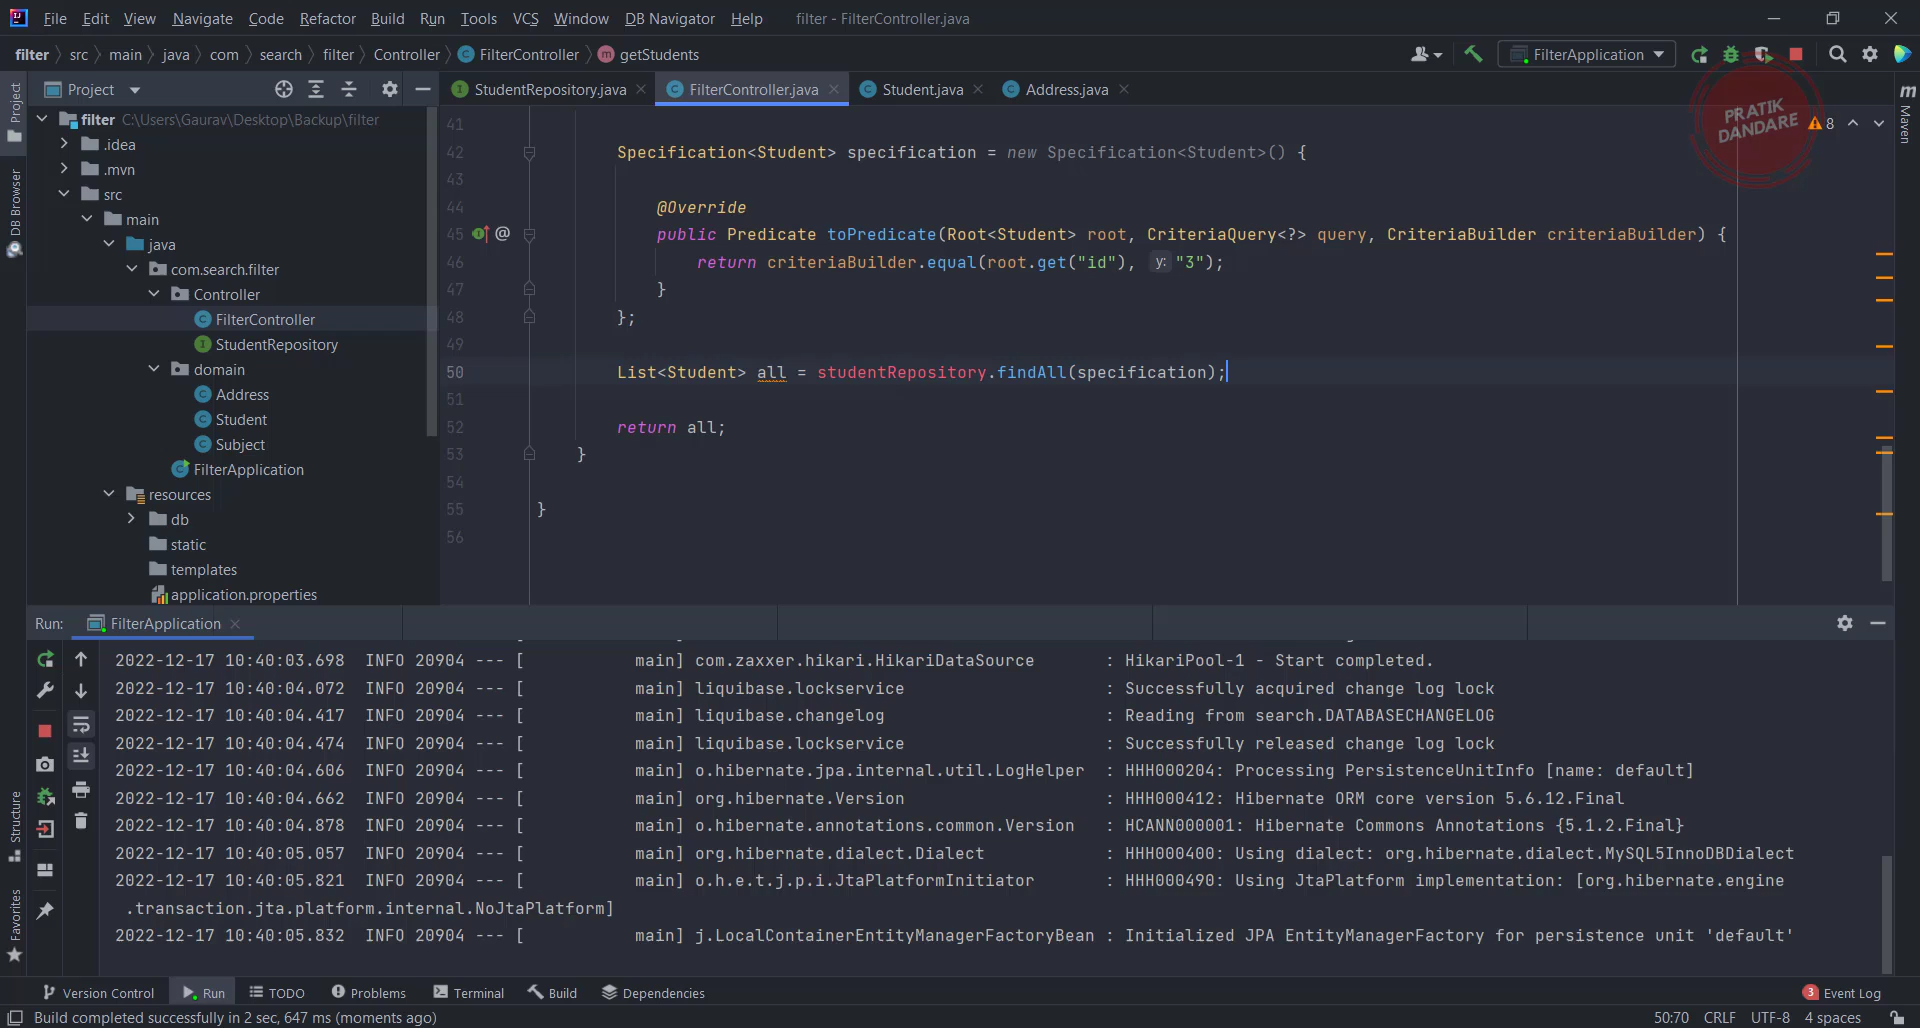 File Edit View Navigate Code Refactor Build Run Tools VCS Window DB Navigator Help filter - FilterController.java
filter src main java com search filter Controller FilterController getStudents FilterApplication
Project StudentRepository.java FilterController.java Student.java Address.java
Project
DB Browser
Structure
Favorites
Maven
PRATIK
DANDARE
8
filter C:\Users\Gaurav\Desktop\Backup\filter
.idea
.mvn
src
main
java
com.search.filter
Controller
FilterController
StudentRepository
domain
Address
Student
Subject
FilterApplication
resources
db
static
templates
application.properties
41
42 Specification<Student> specification = new Specification<Student>() {
43
44 @Override
45 @ public Predicate toPredicate(Root<Student> root, CriteriaQuery<?> query, CriteriaBuilder criteriaBuilder) {
46 return criteriaBuilder.equal(root.get("id"), y: "3");
47 }
48 };
49
50 List<Student> all = studentRepository.findAll(specification);
51
52 return all;
53 }
54
55 }
56
Run: FilterApplication
2022-12-17 10:40:03.698 INFO 20904 --- [ main] com.zaxxer.hikari.HikariDataSource : HikariPool-1 - Start completed.
2022-12-17 10:40:04.072 INFO 20904 --- [ main] liquibase.lockservice : Successfully acquired change log lock
2022-12-17 10:40:04.417 INFO 20904 --- [ main] liquibase.changelog : Reading from search.DATABASECHANGELOG
2022-12-17 10:40:04.474 INFO 20904 --- [ main] liquibase.lockservice : Successfully released change log lock
2022-12-17 10:40:04.606 INFO 20904 --- [ main] o.hibernate.jpa.internal.util.LogHelper : HHH000204: Processing PersistenceUnitInfo [name: default]
2022-12-17 10:40:04.662 INFO 20904 --- [ main] org.hibernate.Version : HHH000412: Hibernate ORM core version 5.6.12.Final
2022-12-17 10:40:04.878 INFO 20904 --- [ main] o.hibernate.annotations.common.Version : HCANN000001: Hibernate Commons Annotations {5.1.2.Final}
2022-12-17 10:40:05.057 INFO 20904 --- [ main] org.hibernate.dialect.Dialect : HHH000400: Using dialect: org.hibernate.dialect.MySQL5InnoDBDialect
2022-12-17 10:40:05.821 INFO 20904 --- [ main] o.h.e.t.j.p.i.JtaPlatformInitiator : HHH000490: Using JtaPlatform implementation: [org.hibernate.engine
.transaction.jta.platform.internal.NoJtaPlatform]
2022-12-17 10:40:05.832 INFO 20904 --- [ main] j.LocalContainerEntityManagerFactoryBean : Initialized JPA EntityManagerFactory for persistence unit 'default'
Version Control Run TODO Problems Terminal Build Dependencies 3 Event Log
Build completed successfully in 2 sec, 647 ms (moments ago) 50:70 CRLF UTF-8 4 spaces